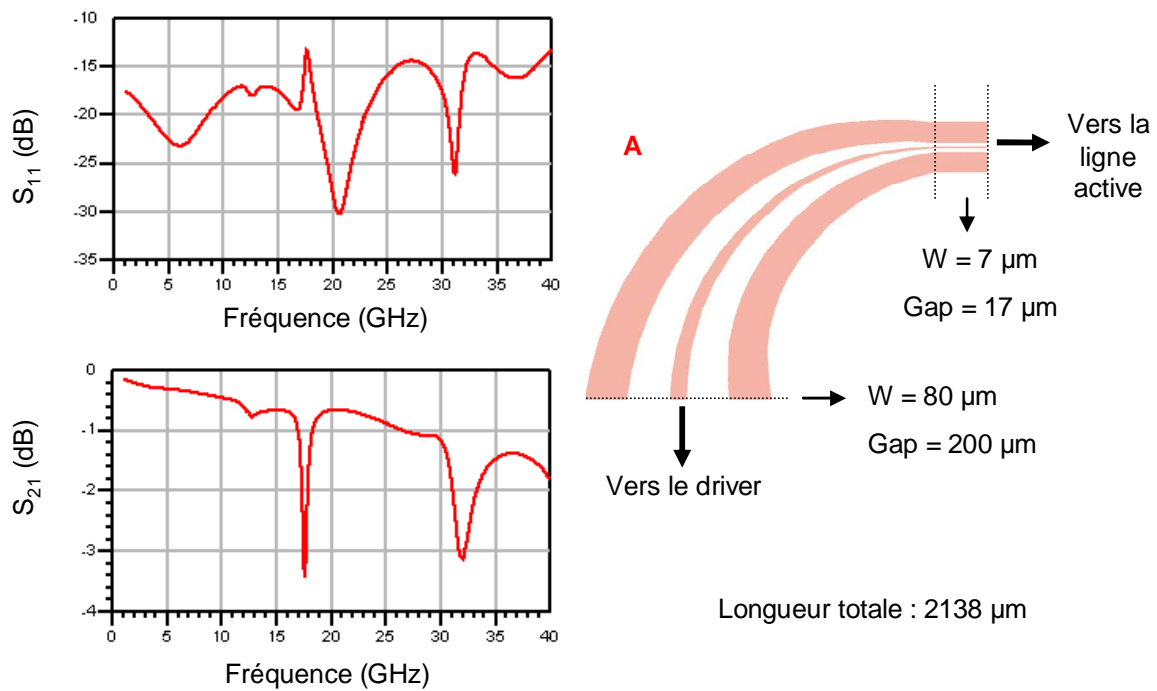 -10
-15
-20
-25
-30
-35
S11 (dB)
0 5 10 15 20 25 30 35 40
Fréquence (GHz)
0
-1
-2
-3
-4
S21 (dB)
0 5 10 15 20 25 30 35 40
Fréquence (GHz)
A
Vers la
ligne
active
W = 7 µm
Gap = 17 µm
W = 80 µm
Gap = 200 µm
Vers le driver
Longueur totale : 2138 µm